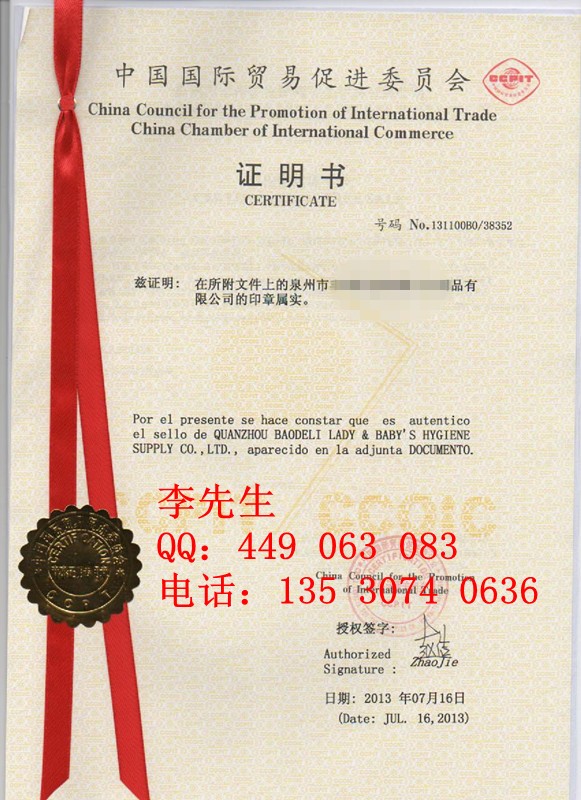 中国国际贸易促进委员会
CCPIT
China Council for the Promotion of International Trade
China Chamber of International Commerce
证明书
CERTIFICATE
号码 No.131100B0/38352
兹证明: 在所附文件上的泉州市 品有
限公司的印章属实。
Por el presente se hace constar que es autentico
el sello de QUANZHOU BAODELI LADY & BABY'S HYGIENE
SUPPLY CO.,LTD., aparecido en la adjunta DOCUMENTO.
CCPIT CCOIC
李先生
QQ: 449 063 083
电话: 135 3074 0636
CERTIFICATION
CCPIT
China Council for the Promotion
of International Trade
授权签字:
Authorized
Signature :
ZhaoJie
日期: 2013 年07月16日
(Date: JUL. 16,2013)